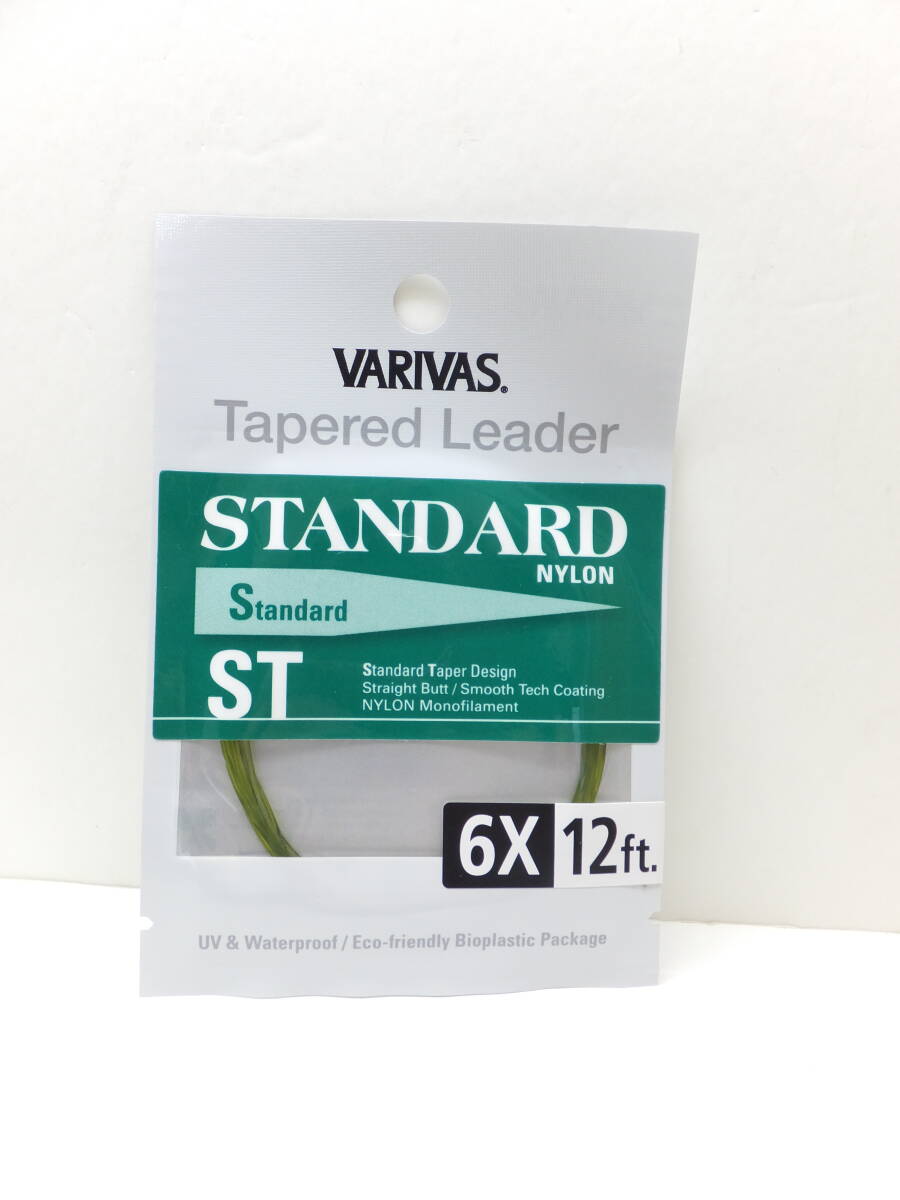 VARIVAS®
Tapered Leader
STANDARD
NYLON
Standard
ST
Standard Taper Design
Straight Butt / Smooth Tech Coating
NYLON Monofilament
6X 12ft.
UV & Waterproof / Eco-friendly Bioplastic Package